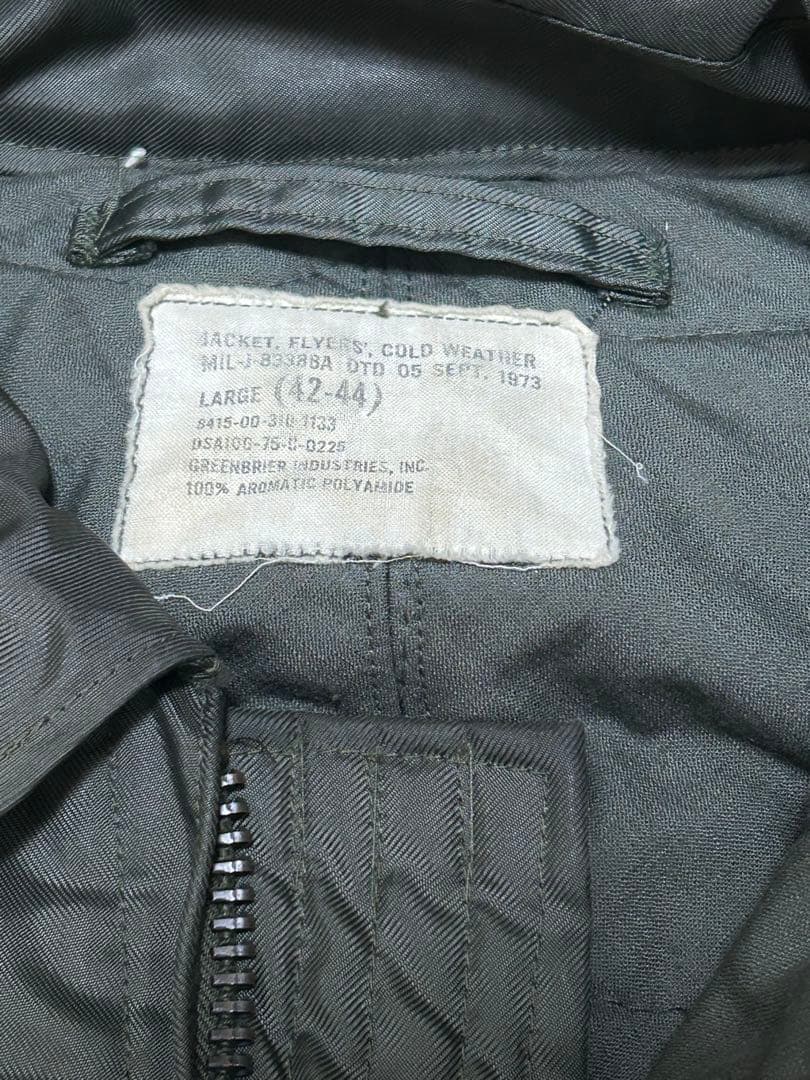 JACKET, FLYERS', COLD WEATHER
MIL-J-83388A DTD 05 SEPT. 1973
LARGE (42-44)
8415-00-310-1133
DSA100-75-C-0225
GREENBRIER INDUSTRIES, INC.
100% AROMATIC POLYAMIDE